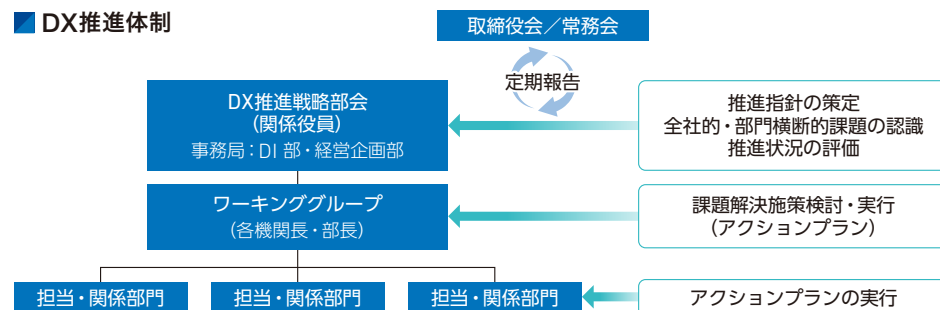 DX推進体制
取締役会／常務会
定期報告
DX推進戦略部会
(関係役員)
事務局：DI 部・経営企画部
推進指針の策定
全社的・部門横断的課題の認識
推進状況の評価
ワーキンググループ
(各機関長・部長)
課題解決施策検討・実行
(アクションプラン)
担当・関係部門
担当・関係部門
担当・関係部門
アクションプランの実行